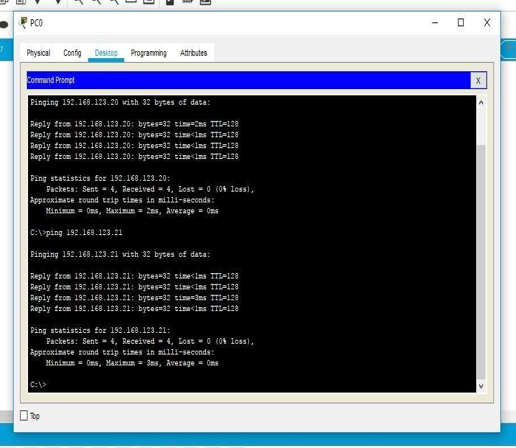 PC0
Physical Config Desktop Programming Attributes
Command Prompt
X
Pinging 192.168.123.20 with 32 bytes of data:
Reply from 192.168.123.20: bytes=32 time=2ms TTL=128
Reply from 192.168.123.20: bytes=32 time<1ms TTL=128
Reply from 192.168.123.20: bytes=32 time<1ms TTL=128
Reply from 192.168.123.20: bytes=32 time<1ms TTL=128
Ping statistics for 192.168.123.20:
Packets: Sent = 4, Received = 4, Lost = 0 (0% loss),
Approximate round trip times in milli-seconds:
Minimum = 0ms, Maximum = 2ms, Average = 0ms
C:\>ping 192.168.123.21
Pinging 192.168.123.21 with 32 bytes of data:
Reply from 192.168.123.21: bytes=32 time<1ms TTL=128
Reply from 192.168.123.21: bytes=32 time<1ms TTL=128
Reply from 192.168.123.21: bytes=32 time=3ms TTL=128
Reply from 192.168.123.21: bytes=32 time<1ms TTL=128
Ping statistics for 192.168.123.21:
Packets: Sent = 4, Received = 4, Lost = 0 (0% loss),
Approximate round trip times in milli-seconds:
Minimum = 0ms, Maximum = 3ms, Average = 0ms
C:\>
Top